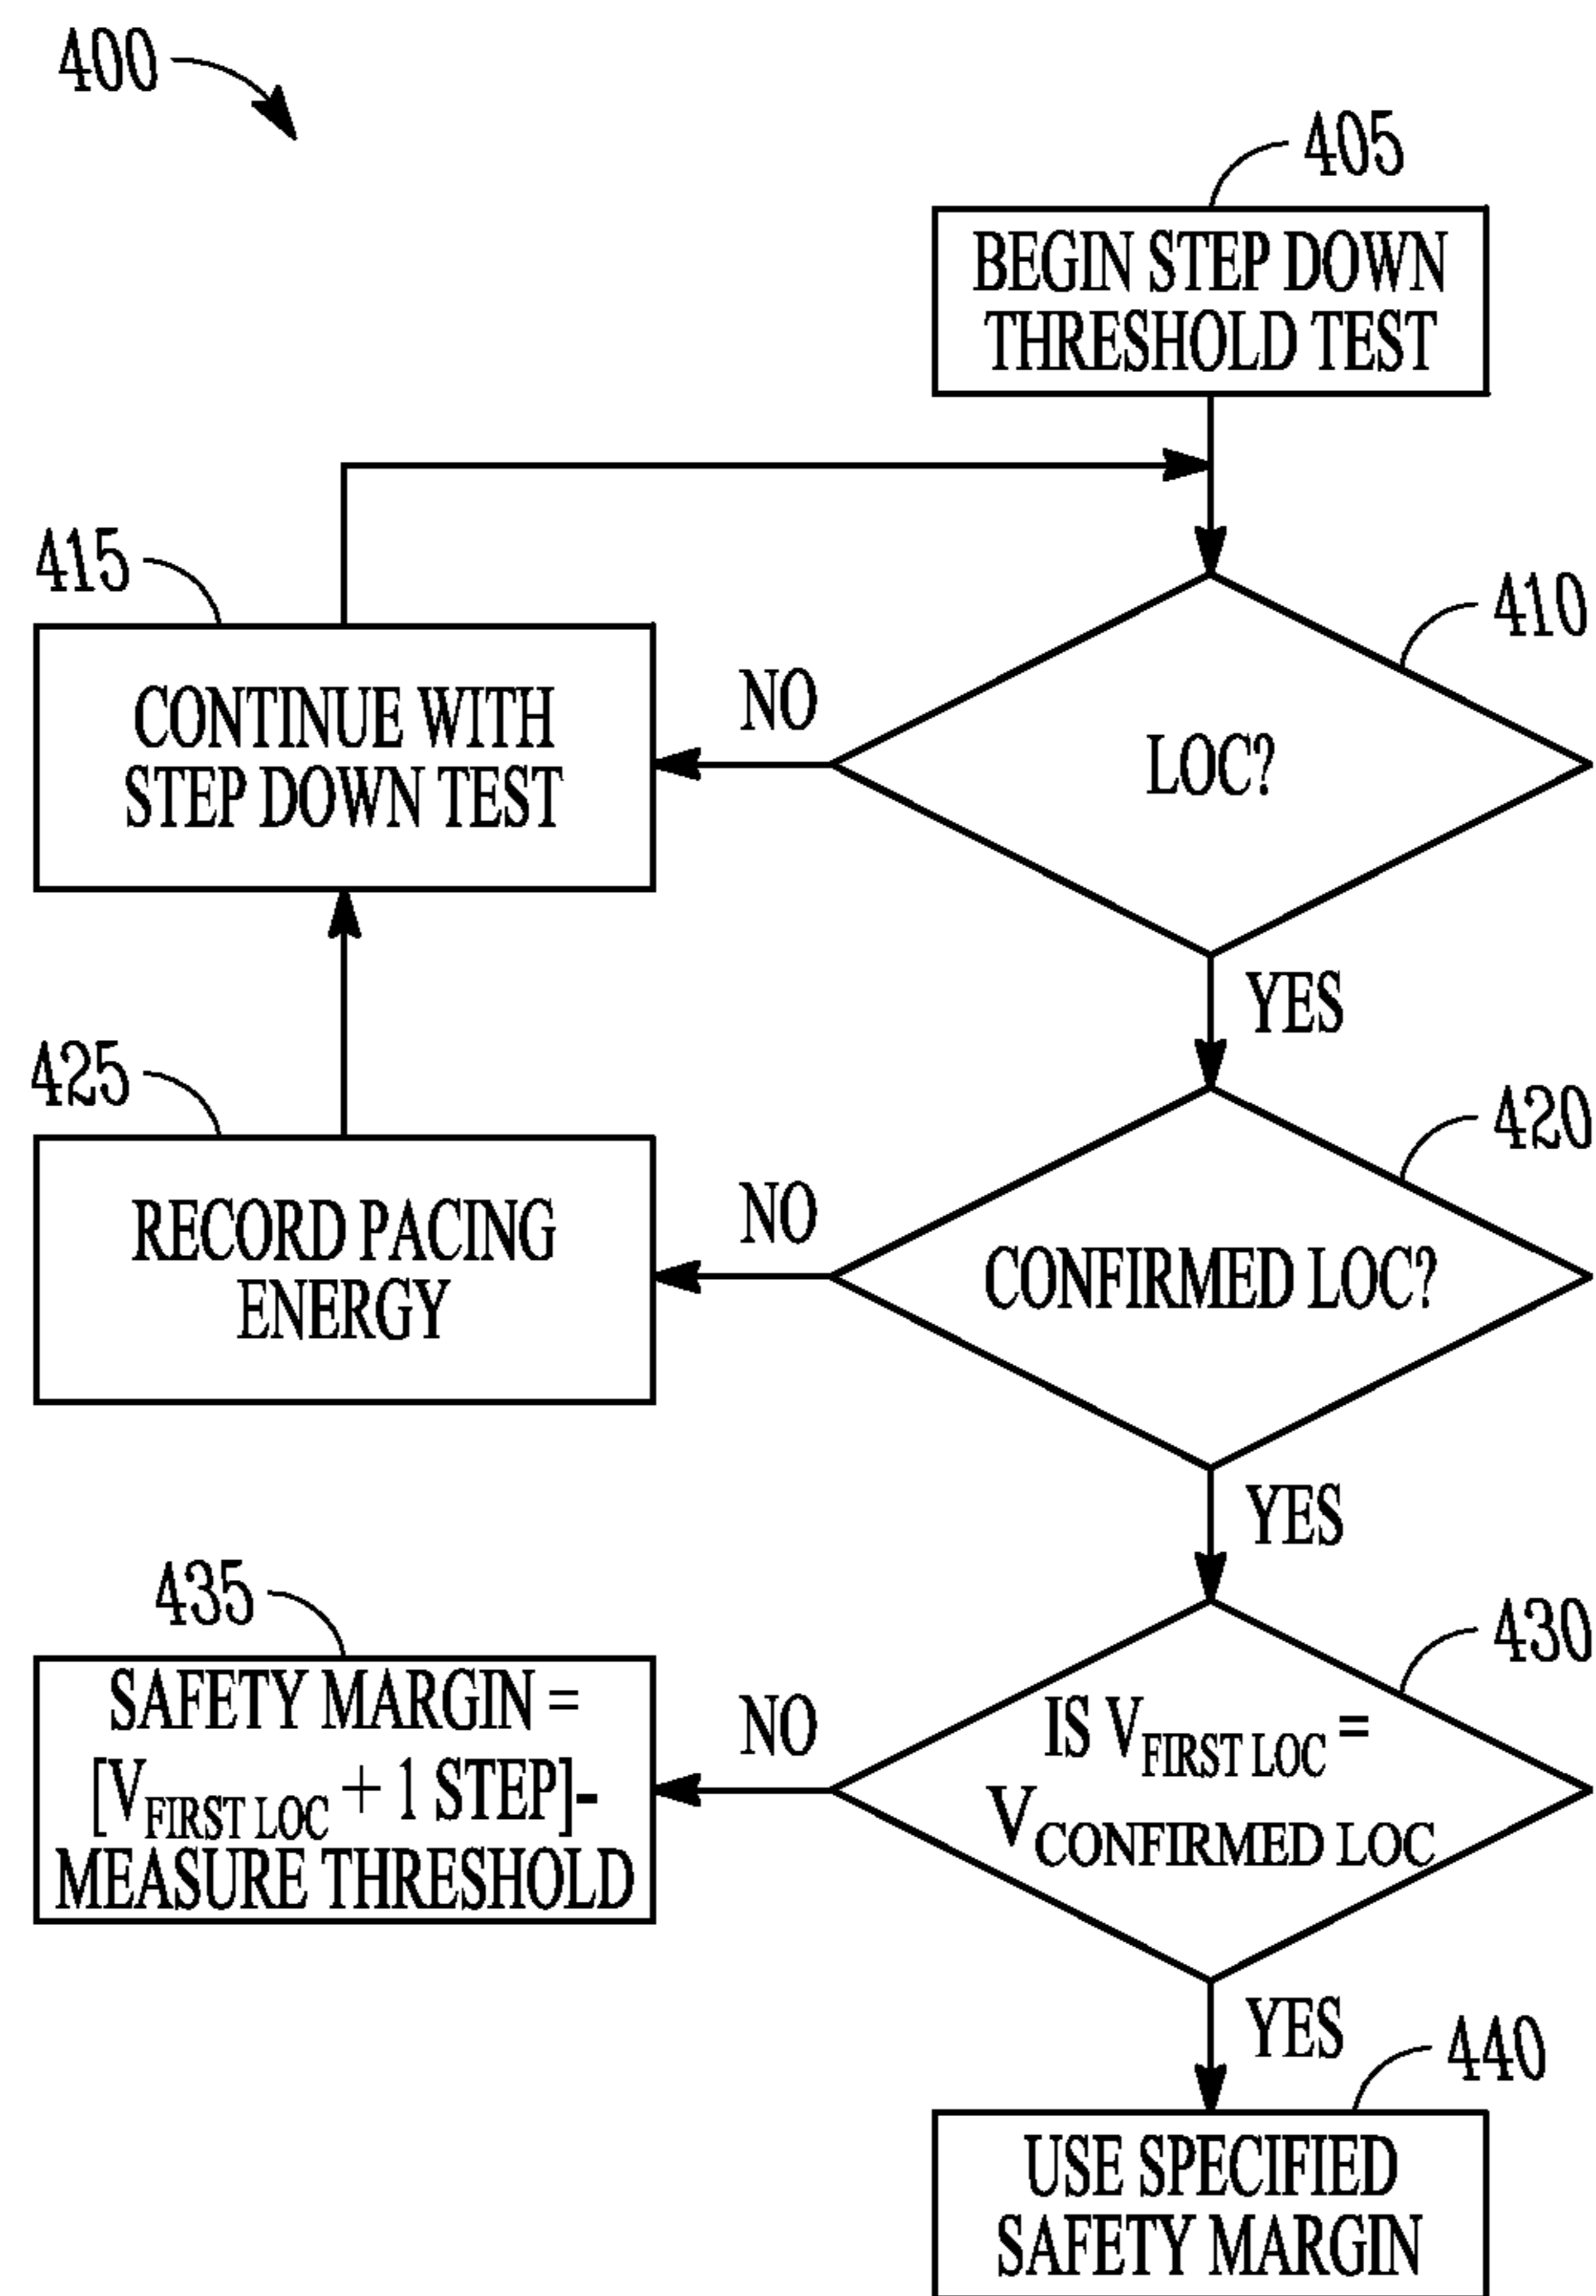 400
405
BEGIN STEP DOWN
THRESHOLD TEST
410
LOC?
NO
415
CONTINUE WITH
STEP DOWN TEST
YES
420
CONFIRMED LOC?
NO
425
RECORD PACING
ENERGY
YES
430
IS VFIRST LOC =
VCONFIRMED LOC
NO
435
SAFETY MARGIN =
[VFIRST LOC + 1 STEP]-
MEASURE THRESHOLD
YES
440
USE SPECIFIED
SAFETY MARGIN